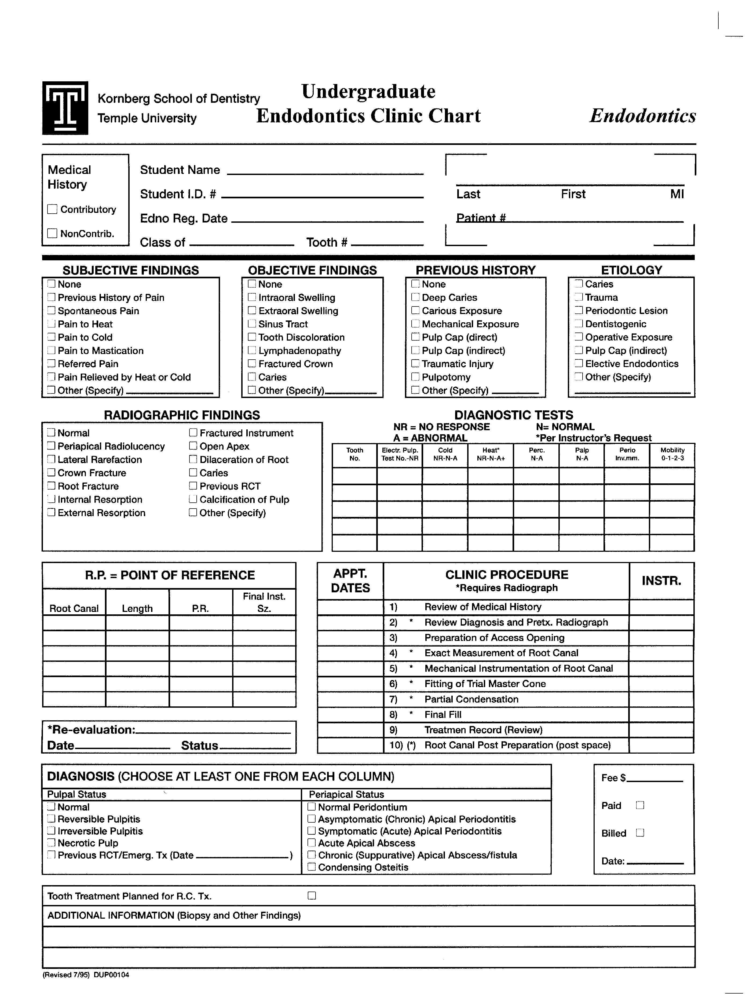 Kornberg School of Dentistry
Temple University
Undergraduate
Endodontics Clinic Chart
Endodontics
Medical
History
☐ Contributory
☐ NonContrib.
Student Name
Student I.D. #
Edno Reg. Date
Class of Tooth #
Last First MI
Patient #
SUBJECTIVE FINDINGS
☐ None
☐ Previous History of Pain
☐ Spontaneous Pain
☐ Pain to Heat
☐ Pain to Cold
☐ Pain to Mastication
☐ Referred Pain
☐ Pain Relieved by Heat or Cold
☐ Other (Specify)
OBJECTIVE FINDINGS
☐ None
☐ Intraoral Swelling
☐ Extraoral Swelling
☐ Sinus Tract
☐ Tooth Discoloration
☐ Lymphadenopathy
☐ Fractured Crown
☐ Caries
☐ Other (Specify)
PREVIOUS HISTORY
☐ None
☐ Deep Caries
☐ Carious Exposure
☐ Mechanical Exposure
☐ Pulp Cap (direct)
☐ Pulp Cap (indirect)
☐ Traumatic Injury
☐ Pulpotomy
☐ Other (Specify)
ETIOLOGY
☐ Caries
☐ Trauma
☐ Periodontic Lesion
☐ Dentistogenic
☐ Operative Exposure
☐ Pulp Cap (indirect)
☐ Elective Endodontics
☐ Other (Specify)
RADIOGRAPHIC FINDINGS
☐ Normal
☐ Periapical Radiolucency
☐ Lateral Rarefaction
☐ Crown Fracture
☐ Root Fracture
☐ Internal Resorption
☐ External Resorption
☐ Fractured Instrument
☐ Open Apex
☐ Dilaceration of Root
☐ Caries
☐ Previous RCT
☐ Calcification of Pulp
☐ Other (Specify)
DIAGNOSTIC TESTS
NR = NO RESPONSE N= NORMAL
A = ABNORMAL *Per Instructor's Request
Tooth Electr. Pulp. Cold Heat* Perc. Palp Perio Mobility
No. Test No.-NR NR-N-A NR-N-A+ N-A N-A Inv.mm. 0-1-2-3
R.P. = POINT OF REFERENCE
Final Inst.
Root Canal Length P.R. Sz.
*Re-evaluation:
Date Status
APPT.
DATES
CLINIC PROCEDURE
*Requires Radiograph
INSTR.
1) Review of Medical History
2) * Review Diagnosis and Pretx. Radiograph
3) Preparation of Access Opening
4) * Exact Measurement of Root Canal
5) * Mechanical Instrumentation of Root Canal
6) * Fitting of Trial Master Cone
7) * Partial Condensation
8) * Final Fill
9) Treatmen Record (Review)
10) (*) Root Canal Post Preparation (post space)
DIAGNOSIS (CHOOSE AT LEAST ONE FROM EACH COLUMN)
Pulpal Status
☐ Normal
☐ Reversible Pulpitis
☐ Irreversible Pulpitis
☐ Necrotic Pulp
☐ Previous RCT/Emerg. Tx (Date )
Periapical Status
☐ Normal Peridontium
☐ Asymptomatic (Chronic) Apical Periodontitis
☐ Symptomatic (Acute) Apical Periodontitis
☐ Acute Apical Abscess
☐ Chronic (Suppurative) Apical Abscess/fistula
☐ Condensing Osteitis
Fee $
Paid ☐
Billed ☐
Date:
Tooth Treatment Planned for R.C. Tx. ☐
ADDITIONAL INFORMATION (Biopsy and Other Findings)
(Revised 7/95) DUP00104